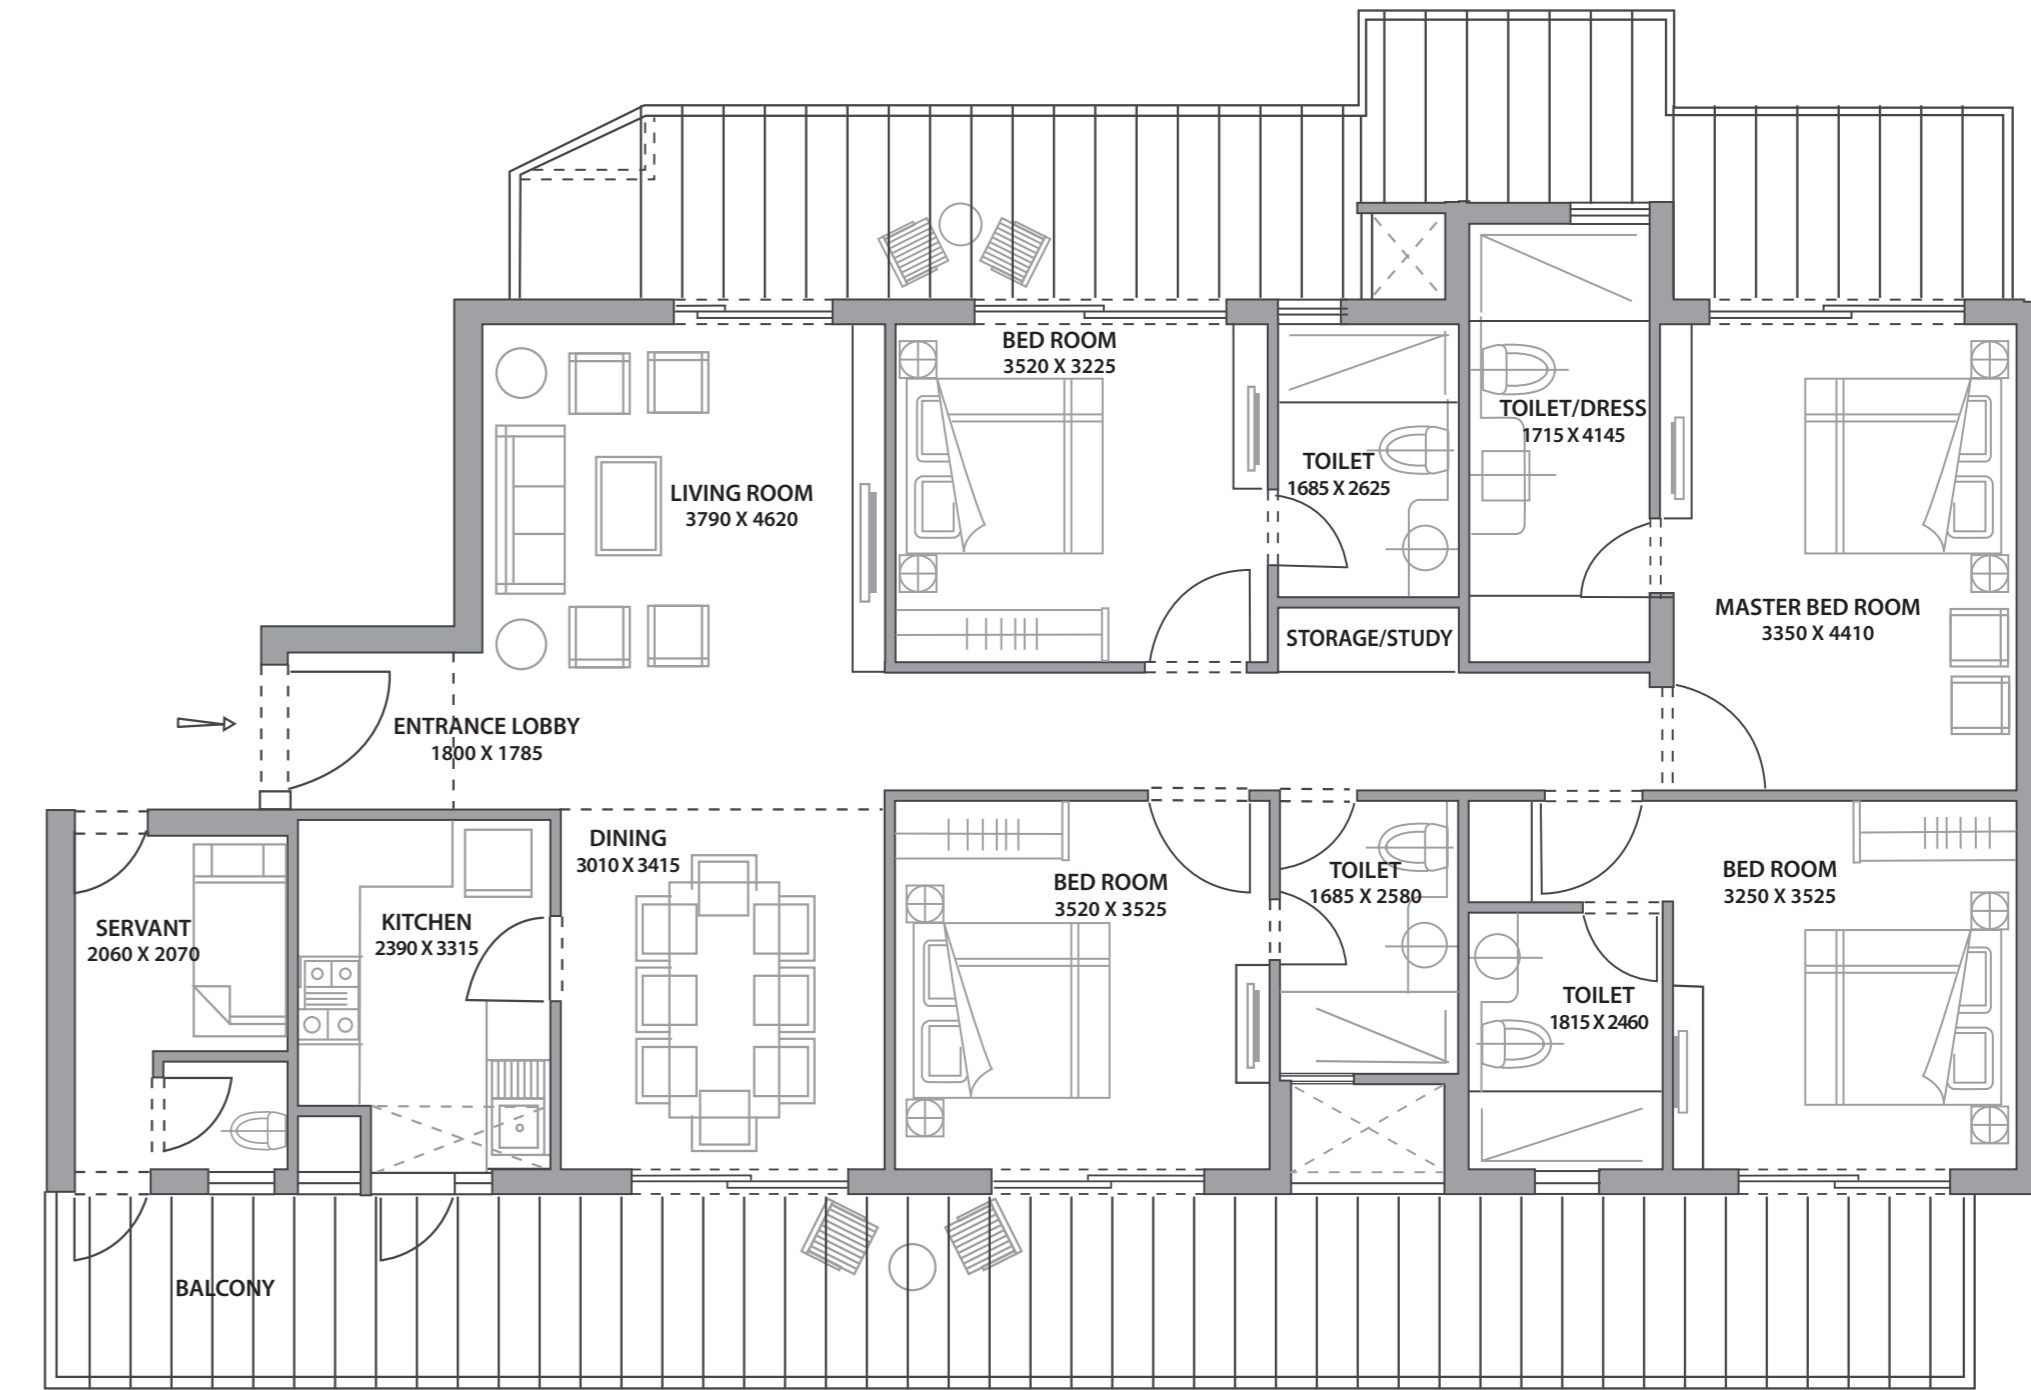 BED ROOM
3520 X 3225
TOILET/DRESS
1715 X 4145
TOILET
1685 X 2625
LIVING ROOM
3790 X 4620
MASTER BED ROOM
3350 X 4410
STORAGE/STUDY
ENTRANCE LOBBY
1800 X 1785
DINING
3010 X 3415
BED ROOM
3520 X 3525
TOILET
1685 X 2580
BED ROOM
3250 X 3525
SERVANT
2060 X 2070
KITCHEN
2390 X 3315
TOILET
1815 X 2460
BALCONY